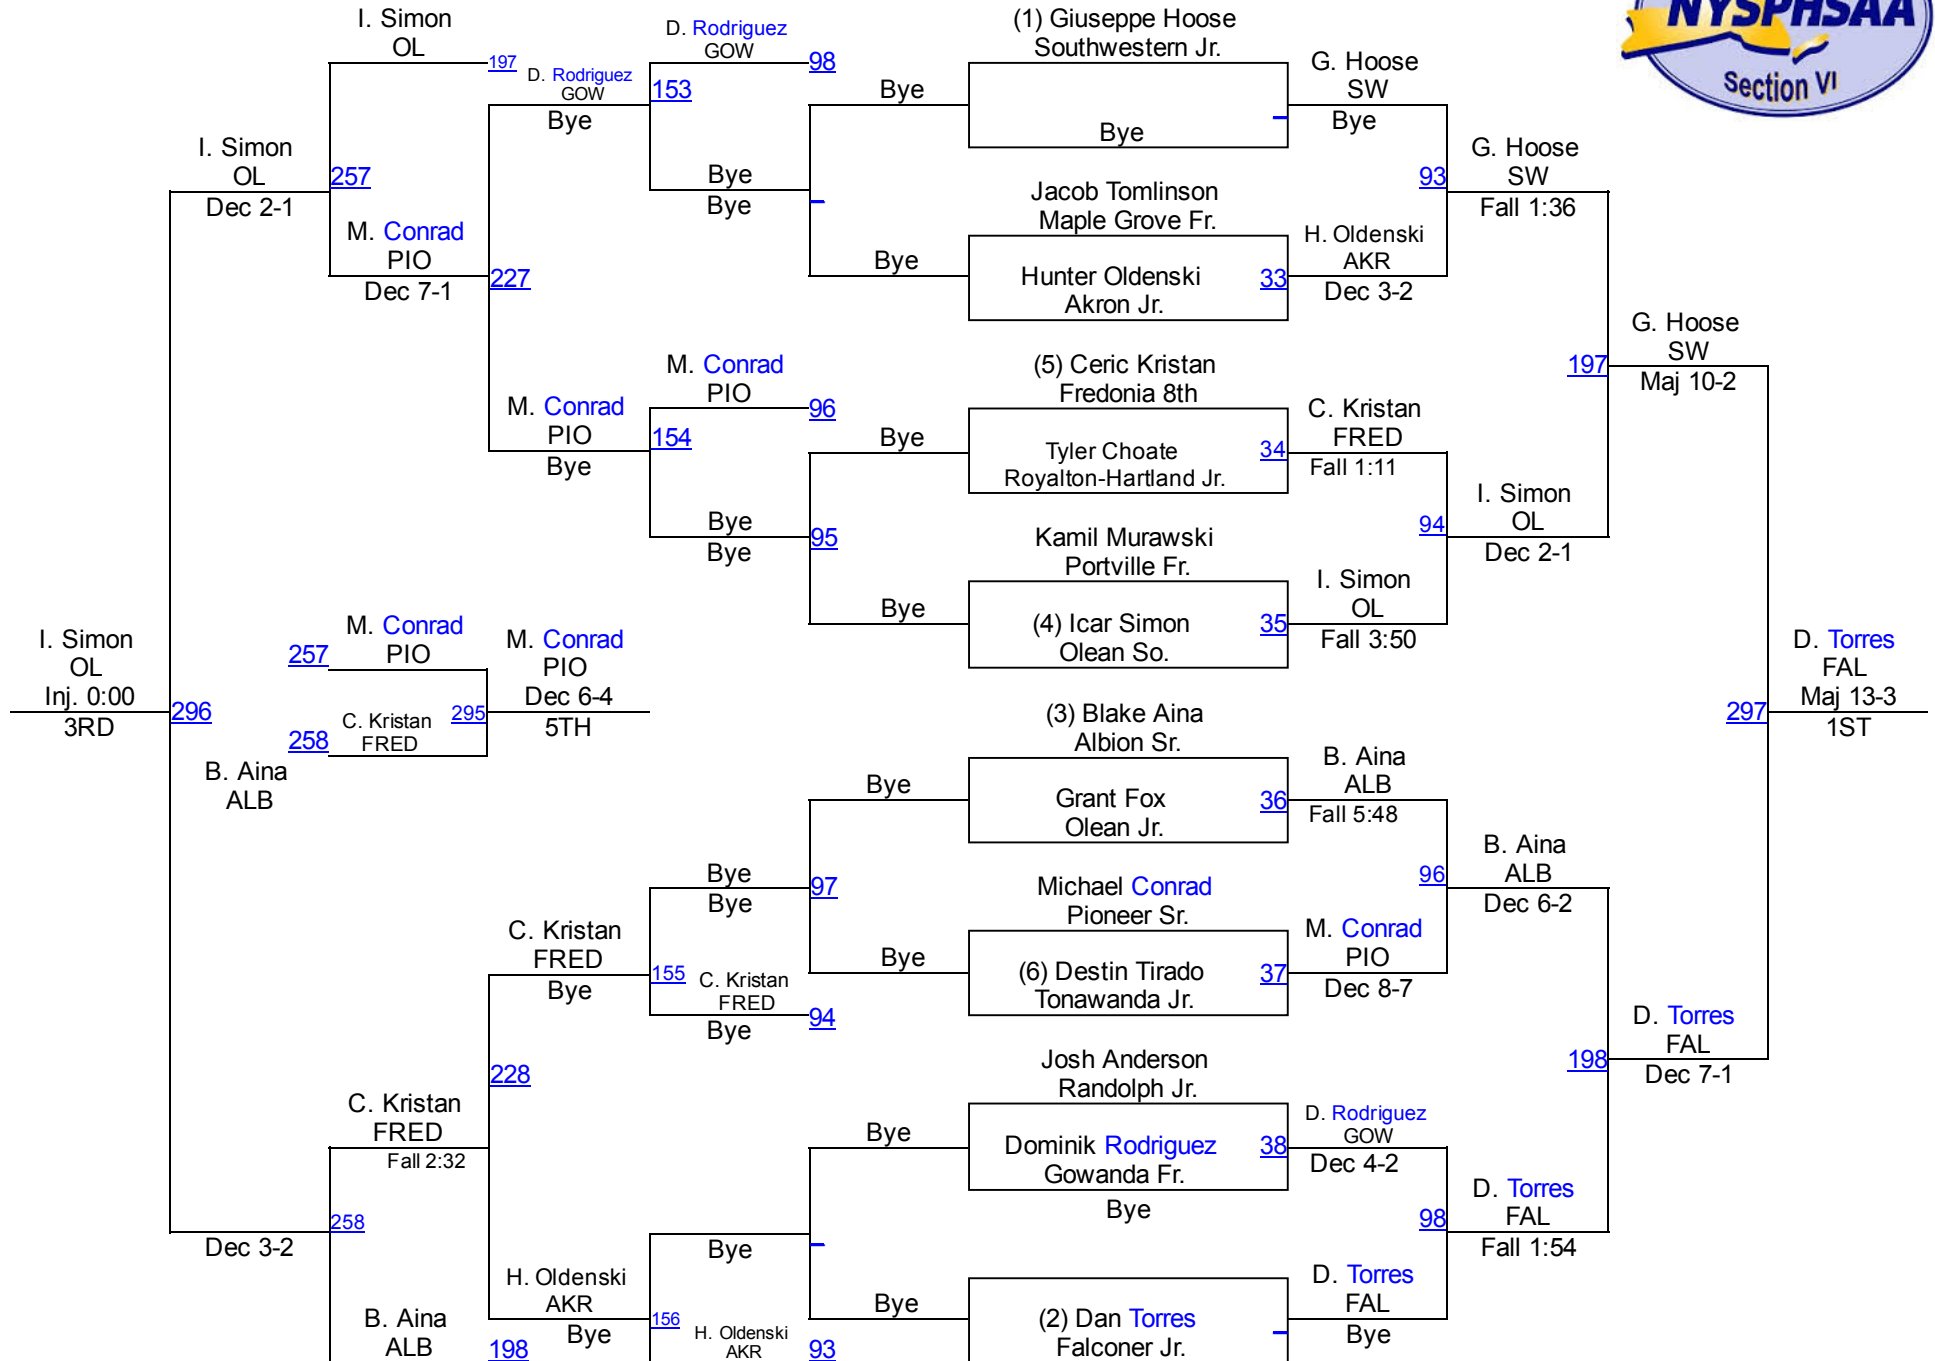 NYSPHSAA
Section VI
I. Simon
OL
197
D. Rodriguez
GOW
Bye
153
D. Rodriguez
GOW
98
Bye
Bye
Bye
I. Simon
OL
Dec 2-1
257
M. Conrad
PIO
Dec 7-1
227
Bye
M. Conrad
PIO
Bye
154
M. Conrad
PIO
96
Bye
Bye
Bye
95
Bye
I. Simon
OL
Inj. 0:00
3RD
296
257
M. Conrad
PIO
258
C. Kristan
FRED
295
M. Conrad
PIO
Dec 6-4
5TH
B. Aina
ALB
Bye
Bye
Bye
97
Bye
C. Kristan
FRED
Bye
155
C. Kristan
FRED
Bye
94
228
C. Kristan
FRED
Fall 2:32
258
Dec 3-2
Bye
Bye
Bye
H. Oldenski
AKR
Bye
156
H. Oldenski
AKR
93
B. Aina
ALB
198
(1) Giuseppe Hoose
Southwestern Jr.
Bye
G. Hoose
SW
Bye
Jacob Tomlinson
Maple Grove Fr.
Hunter Oldenski
Akron Jr.
33
H. Oldenski
AKR
Dec 3-2
93
G. Hoose
SW
Fall 1:36
(5) Ceric Kristan
Fredonia 8th
Tyler Choate
Royalton-Hartland Jr.
34
C. Kristan
FRED
Fall 1:11
Kamil Murawski
Portville Fr.
(4) Icar Simon
Olean So.
35
I. Simon
OL
Fall 3:50
94
I. Simon
OL
Dec 2-1
197
G. Hoose
SW
Maj 10-2
(3) Blake Aina
Albion Sr.
Grant Fox
Olean Jr.
36
B. Aina
ALB
Fall 5:48
Michael Conrad
Pioneer Sr.
(6) Destin Tirado
Tonawanda Jr.
37
M. Conrad
PIO
Dec 8-7
96
B. Aina
ALB
Dec 6-2
Josh Anderson
Randolph Jr.
Dominik Rodriguez
Gowanda Fr.
38
D. Rodriguez
GOW
Dec 4-2
Bye
(2) Dan Torres
Falconer Jr.
D. Torres
FAL
Bye
98
D. Torres
FAL
Fall 1:54
198
D. Torres
FAL
Dec 7-1
297
D. Torres
FAL
Maj 13-3
1ST